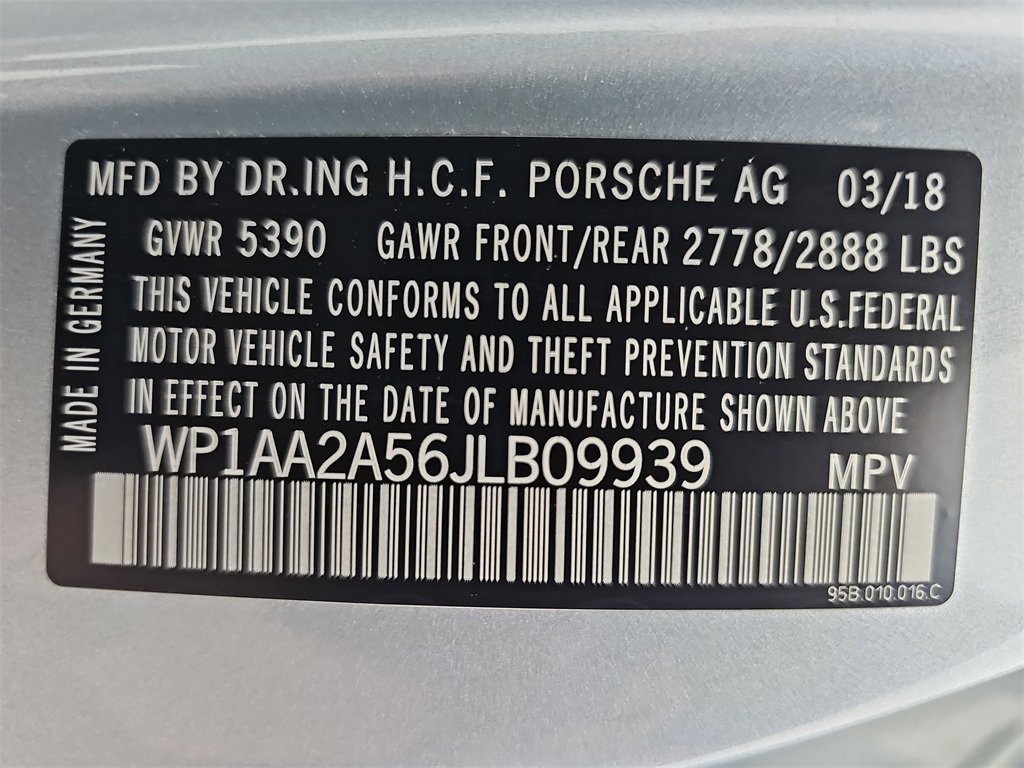 MFD BY DR.ING H.C.F. PORSCHE AG 03/18
GVWR 5390 GAWR FRONT/REAR 2778/2888 LBS
THIS VEHICLE CONFORMS TO ALL APPLICABLE U.S.FEDERAL
MOTOR VEHICLE SAFETY AND THEFT PREVENTION STANDARDS
IN EFFECT ON THE DATE OF MANUFACTURE SHOWN ABOVE
WP1AA2A56JLB09939 MPV
95B.010.016.C
MADE IN GERMANY